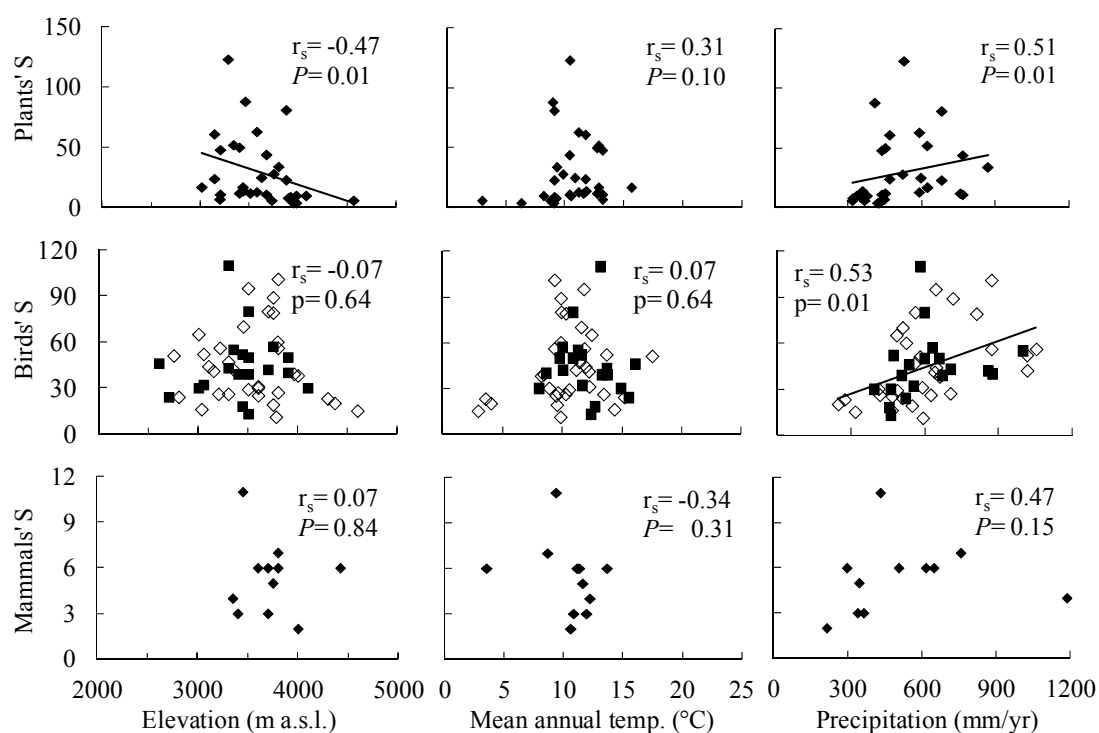 Plants' S
150
100
50
0
rs= -0.47
P= 0.01
rs= 0.31
P= 0.10
rs= 0.51
P= 0.01
Birds' S
120
90
60
30
0
rs= -0.07
p= 0.64
rs= 0.07
p= 0.64
rs= 0.53
p= 0.01
Mammals' S
12
9
6
3
0
rs= 0.07
P= 0.84
rs= -0.34
P= 0.31
rs= 0.47
P= 0.15
2000 3000 4000 5000
0 5 10 15 20 25
0 300 600 900 1200
Elevation (m a.s.l.)
Mean annual temp. (°C)
Precipitation (mm/yr)